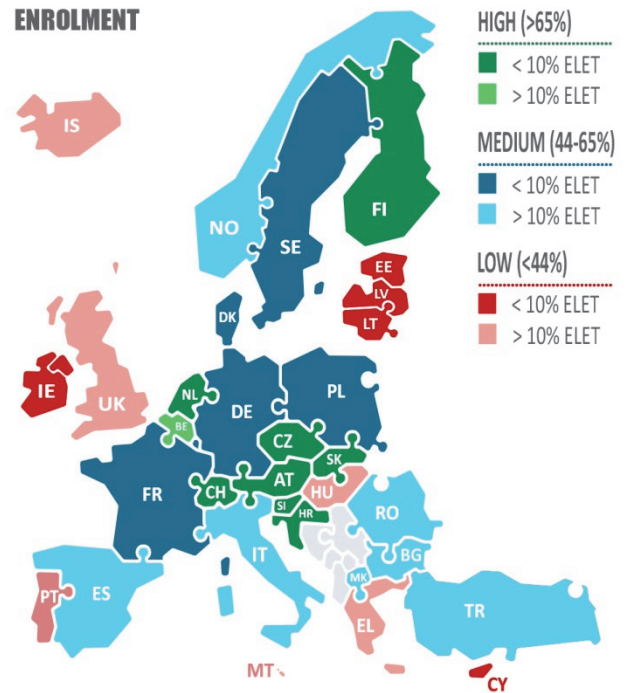 ENROLMENT
HIGH (>65%)
< 10% ELET
> 10% ELET
MEDIUM (44-65%)
< 10% ELET
> 10% ELET
LOW (<44%)
< 10% ELET
> 10% ELET
IS
NO
SE
FI
EE
LV
LT
DK
IE
UK
NL
BE
DE
PL
CZ
SK
FR
CH
AT
HU
SI
HR
RO
IT
BG
MK
PT
ES
EL
TR
MT
CY